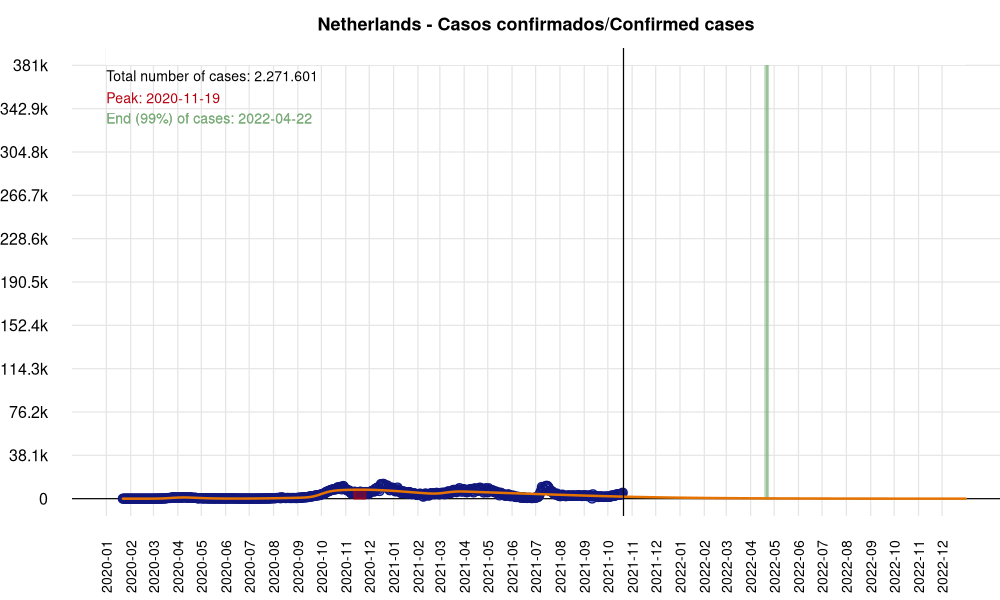 Netherlands - Casos confirmados/Confirmed cases
381k
342.9k
304.8k
266.7k
228.6k
190.5k
152.4k
114.3k
76.2k
38.1k
0
Total number of cases: 2.271.601
Peak: 2020-11-19
End (99%) of cases: 2022-04-22
2020-01
2020-02
2020-03
2020-04
2020-05
2020-06
2020-07
2020-08
2020-09
2020-10
2020-11
2020-12
2021-01
2021-02
2021-03
2021-04
2021-05
2021-06
2021-07
2021-08
2021-09
2021-10
2021-11
2021-12
2022-01
2022-02
2022-03
2022-04
2022-05
2022-06
2022-07
2022-08
2022-09
2022-10
2022-11
2022-12